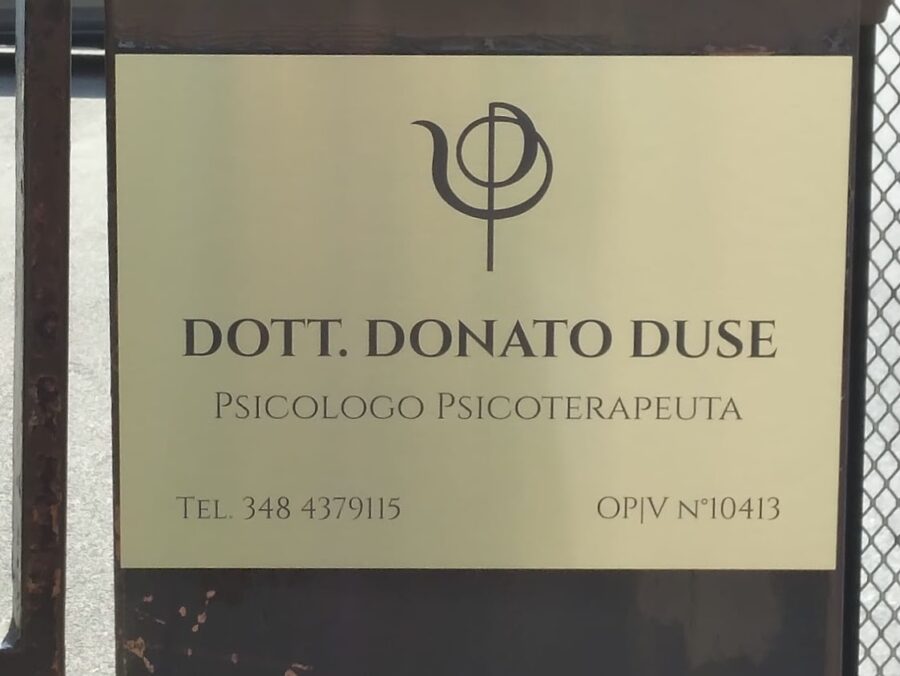 DOTT. DONATO DUSE
PSICOLOGO PSICOTERAPEUTA
TEL. 348 4379115
OP|V N°10413